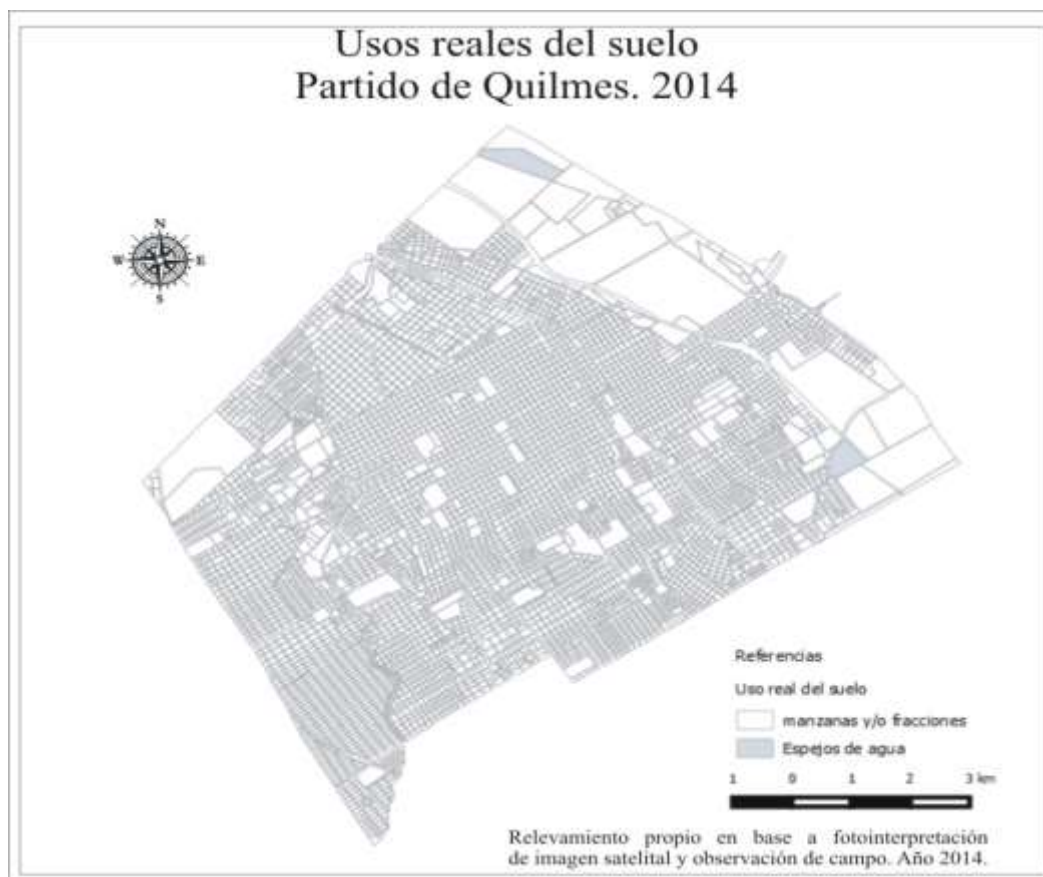 Usos reales del suelo
Partido de Quilmes. 2014
N
W E
S
Referencias
Uso real del suelo
manzanas y/o fracciones
Espejos de agua
1 0 1 2 3 km
Relevamiento propio en base a fotointerpretación
de imagen satelital y observación de campo. Año 2014.